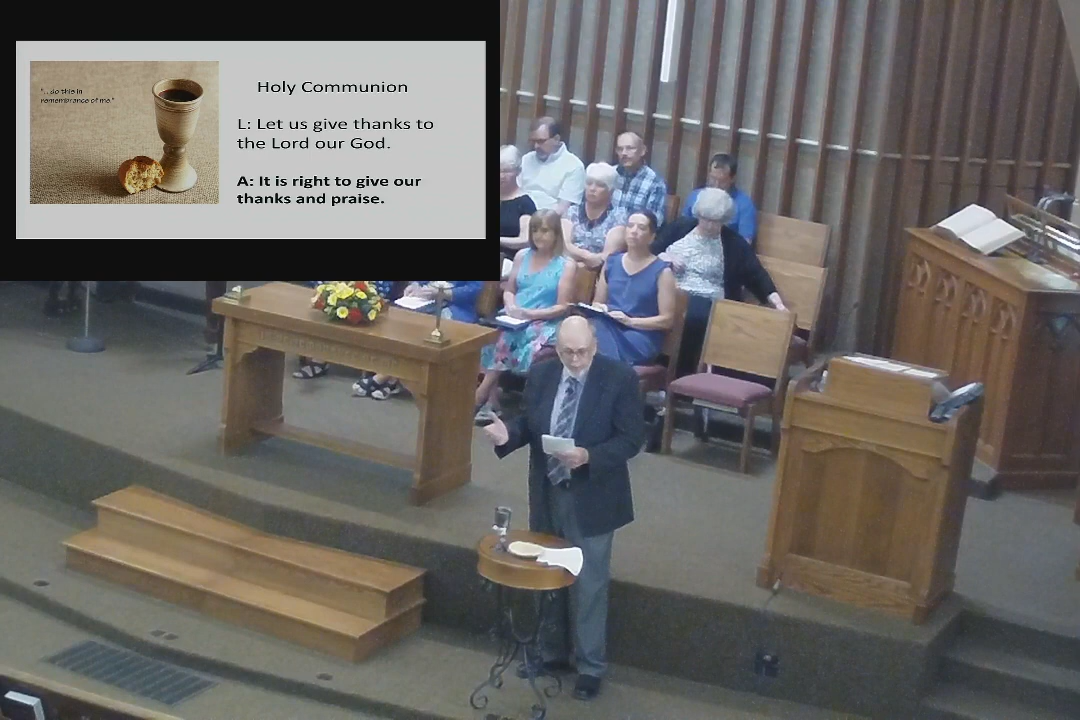 "...do this in
remembrance of me."
Holy Communion
L: Let us give thanks to
the Lord our God.
A: It is right to give our
thanks and praise.